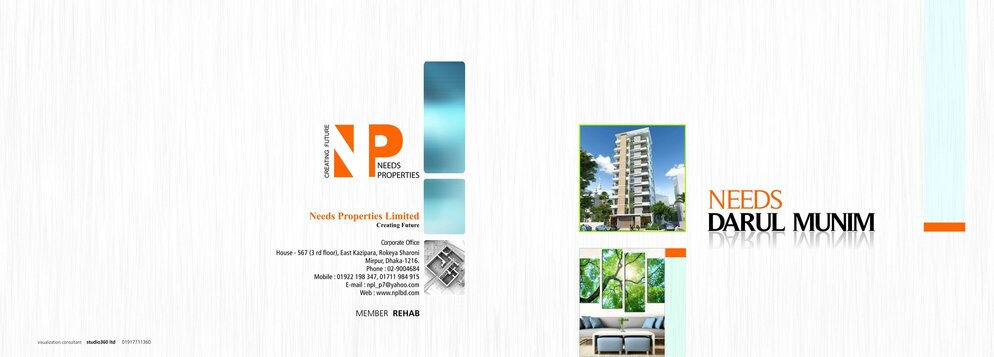 CREATING FUTURE
NP
NEEDS
PROPERTIES
Needs Properties Limited
Creating Future
Corporate Office
House - 567 (3 rd floor), East Kazipara, Rokeya Sharoni
Mirpur, Dhaka-1216.
Phone : 02-9004684
Mobile : 01922 198 347, 01711 984 915
E-mail : npl_p7@yahoo.com
Web : www.nplbd.com
MEMBER REHAB
visualization consultant studio360 ltd 01917711360
NEEDS
DARUL MUNIM